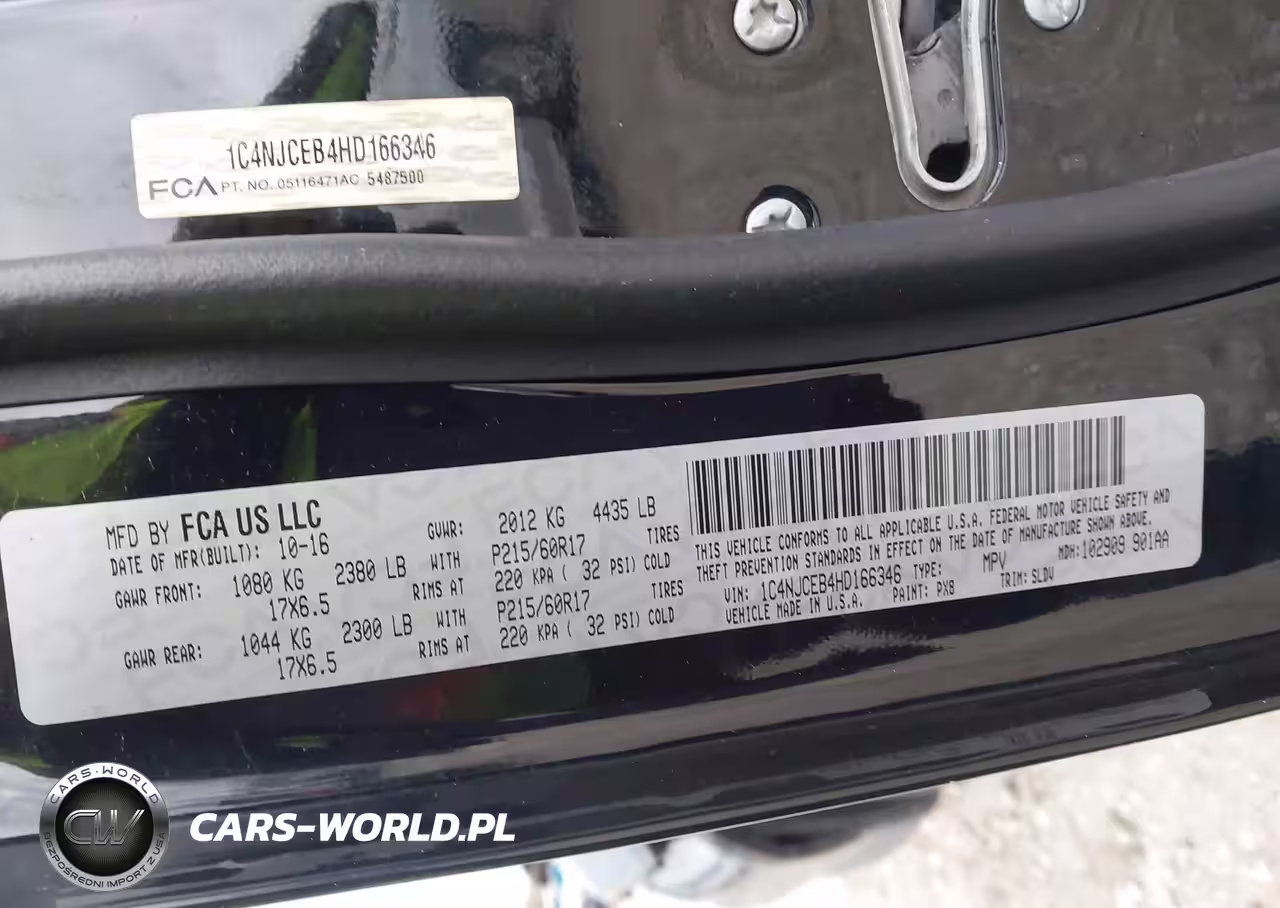 1C4NJCEB4HD166346
FCA PT. NO. 05116471AC 5487500
MFD BY FCA US LLC
DATE OF MFR(BUILT): 10-16 GVWR: 2012 KG 4435 LB
GAWR FRONT: 1080 KG 2380 LB WITH P215/60R17 TIRES
17X6.5 RIMS AT 220 KPA ( 32 PSI) COLD
GAWR REAR: 1044 KG 2300 LB WITH P215/60R17 TIRES
17X6.5 RIMS AT 220 KPA ( 32 PSI) COLD
THIS VEHICLE CONFORMS TO ALL APPLICABLE U.S.A. FEDERAL MOTOR VEHICLE SAFETY AND
THEFT PREVENTION STANDARDS IN EFFECT ON THE DATE OF MANUFACTURE SHOWN ABOVE.
VIN: 1C4NJCEB4HD166346 TYPE: MPV MDH: 102909 901AA
VEHICLE MADE IN U.S.A. PAINT: PX8 TRIM: SLDV
CARS-WORLD
CW
BEZPOŚREDNI IMPORT Z USA
CARS-WORLD.PL